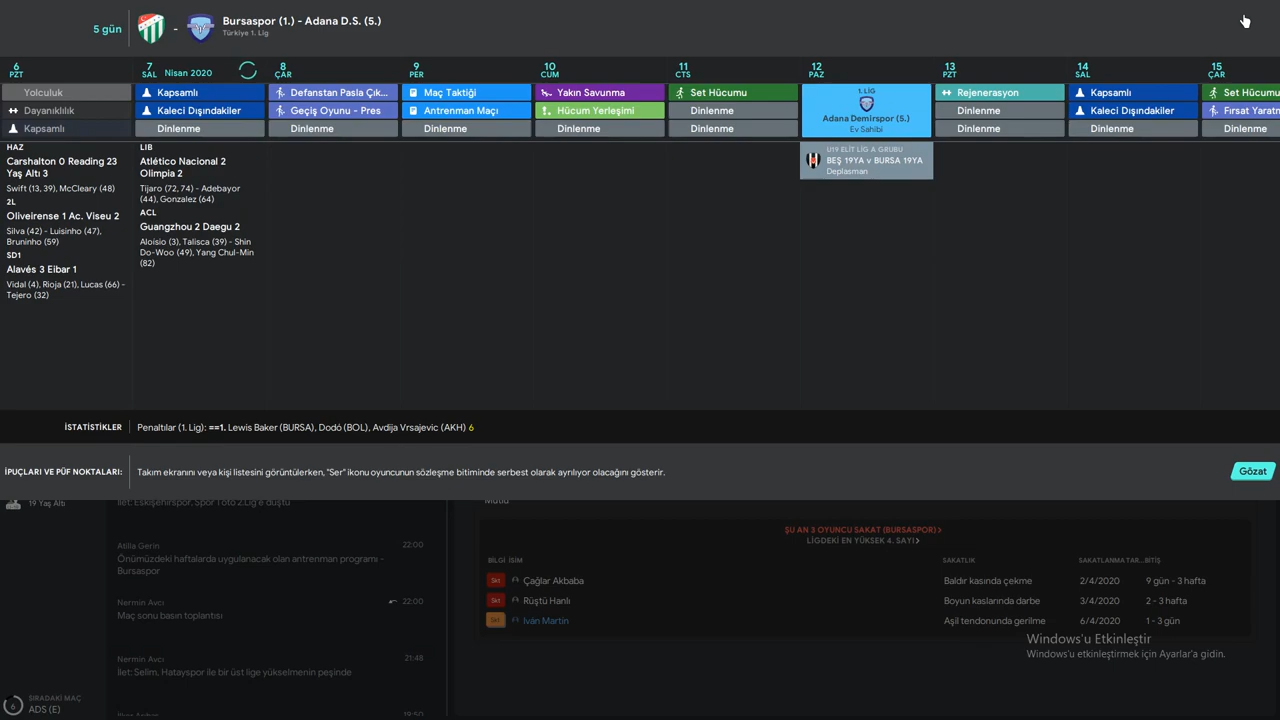 5 gün
-
Bursaspor (1.) - Adana D.S. (5.)
Türkiye 1. Lig
6
PZT
7
SAL
Nisan 2020
8
ÇAR
9
PER
10
CUM
11
CTS
12
PAZ
13
PZT
14
SAL
15
ÇAR
Yolculuk
Dayanıklılık
Kapsamlı
Kapsamlı
Kaleci Dışındakiler
Dinlenme
Defanstan Pasla Çık...
Geçiş Oyunu - Pres
Dinlenme
Maç Taktiği
Antrenman Maçı
Dinlenme
Yakın Savunma
Hücum Yerleşimi
Dinlenme
Set Hücumu
Dinlenme
Dinlenme
1. LİG
Adana Demirspor (5.)
Ev Sahibi
Rejenerasyon
Dinlenme
Dinlenme
Kapsamlı
Kaleci Dışındakiler
Dinlenme
Set Hücumu
Fırsat Yaratm
Dinlenme
HAZ
Carshalton 0 Reading 23
Yaş Altı 3
Swift (13, 39), McCleary (48)
2L
Oliveirense 1 Ac. Viseu 2
Silva (42) - Luisinho (47),
Bruninho (59)
SD1
Alavés 3 Eibar 1
Vidal (4), Rioja (21), Lucas (66) -
Tejero (32)
LIB
Atlético Nacional 2
Olimpia 2
Tijaro (72, 74) - Adebayor
(44), Gonzalez (64)
ACL
Guangzhou 2 Daegu 2
Aloísio (3), Talisca (39) - Shin
Do-Woo (49), Yang Chul-Min
(82)
U19 ELİT LİG A GRUBU
BEŞ 19YA v BURSA 19YA
Deplasman
İSTATİSTİKLER
Penaltılar (1. Lig): ==1. Lewis Baker (BURSA), Dodó (BOL), Avdija Vrsajevic (AKH) 6
İPUÇLARI VE PÜF NOKTALARI:
Takım ekranını veya kişi listesini görüntülerken, "Ser" ikonu oyuncunun sözleşme bitiminde serbest olarak ayrılıyor olacağını gösterir.
Gözat
19 Yaş Altı
İlet: Eskişehirspor, Spor Toto 2.Lig'e düştü
Mutlu
Atilla Gerin
22:00
Önümüzdeki haftalarda uygulanacak olan antrenman programı -
Bursaspor
Nermin Avcı
22:00
Maç sonu basın toplantısı
Nermin Avcı
21:48
İlet: Selim, Hatayspor ile bir üst lige yükselmenin peşinde
19:50
ŞU AN 3 OYUNCU SAKAT (BURSASPOR)
LİGDEKİ EN YÜKSEK 4. SAYI
BİLGİ İSİM
SAKATLIK
SAKATLANMA TAR...
BİTİŞ
Skt
Çağlar Akbaba
Baldır kasında çekme
2/4/2020
9 gün - 3 hafta
Skt
Rüştü Hanlı
Boyun kaslarında darbe
3/4/2020
2 - 3 hafta
Skt
Iván Martín
Aşil tendonunda gerilme
6/4/2020
1 - 3 gün
Windows'u Etkinleştir
Windows'u etkinleştirmek için Ayarlar'a gidin.
6
SIRADAKİ MAÇ
ADS (E)